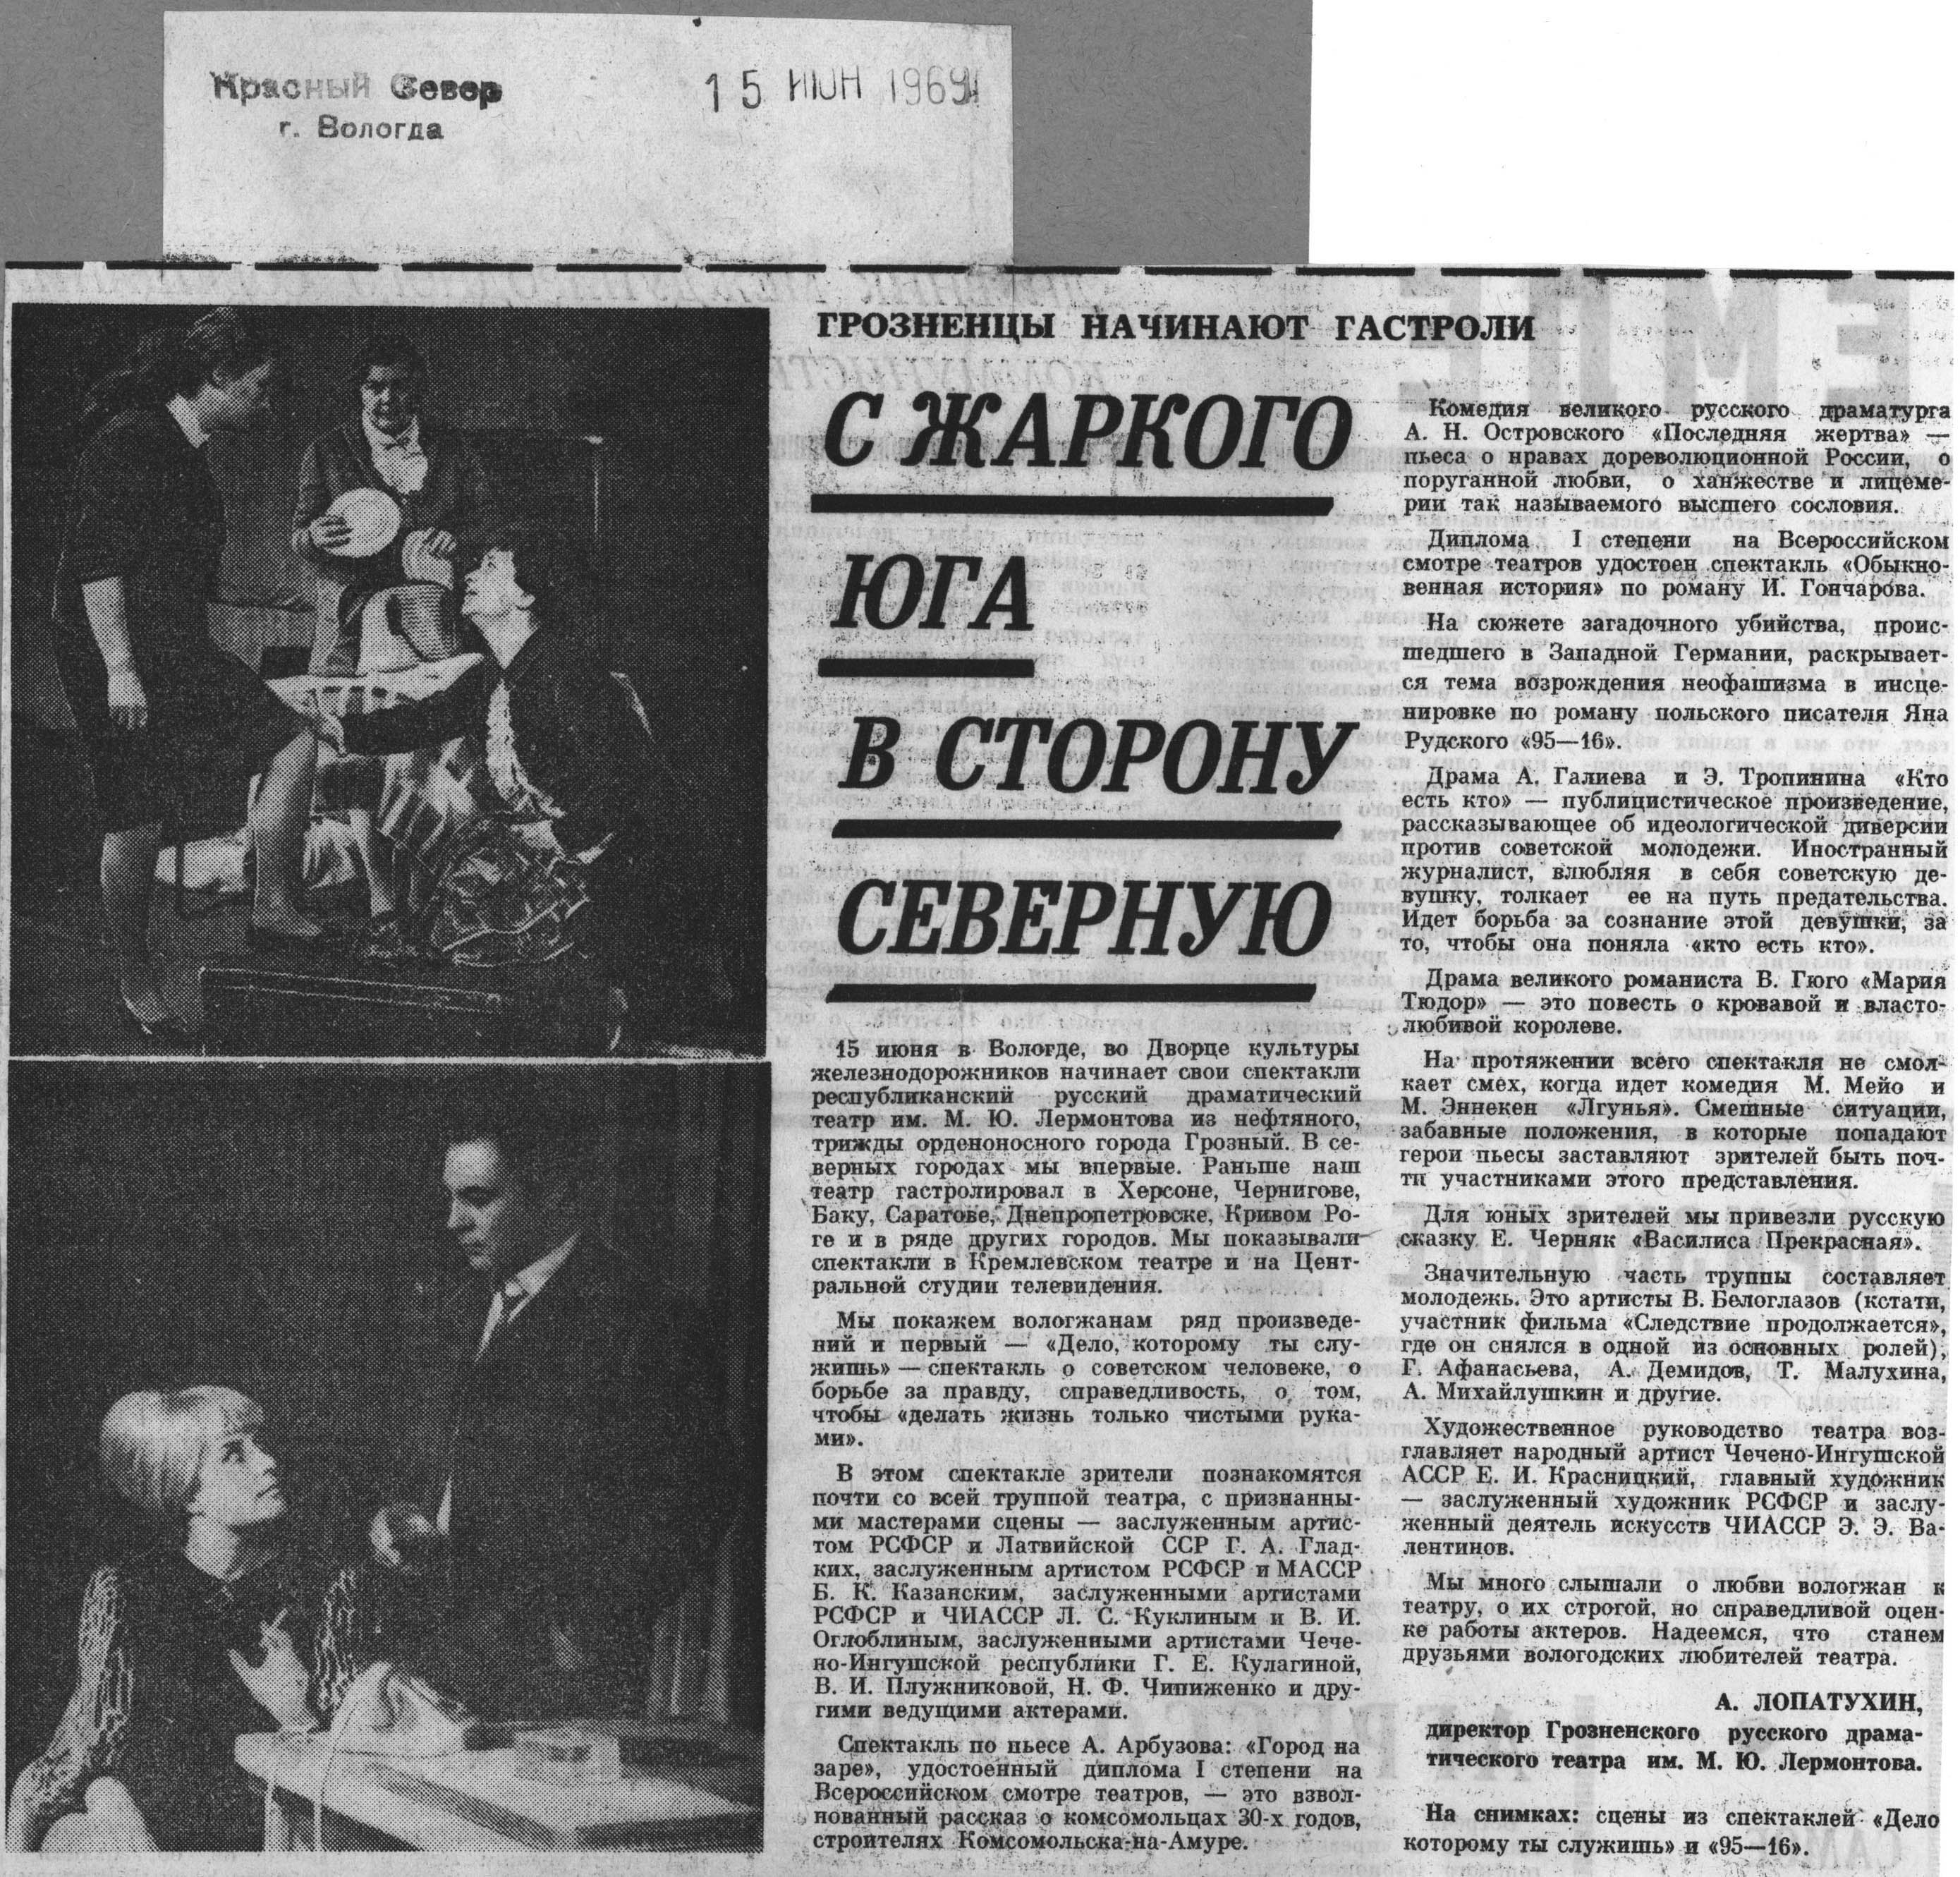 Красный Север
г. Вологда
15 ИЮН 1969
ГРОЗНЕНЦЫ НАЧИНАЮТ ГАСТРОЛИ
С ЖАРКОГО
ЮГА
В СТОРОНУ
СЕВЕРНУЮ
15 июня в Вологде, во Дворце культуры
железнодорожников начинает свои спектакли
республиканский русский драматический
театр им. М. Ю. Лермонтова из нефтяного,
трижды орденоносного города Грозный. В се-
верных городах мы впервые. Раньше наш
театр гастролировал в Херсоне, Чернигове,
Баку, Саратове, Днепропетровске, Кривом Ро-
ге и в ряде других городов. Мы показывали
спектакли в Кремлевском театре и на Цент-
ральной студии телевидения.
Мы покажем вологжанам ряд произведе-
ний и первый — «Дело, которому ты слу-
жишь» — спектакль о советском человеке, о
борьбе за правду, справедливость, о том,
чтобы «делать жизнь только чистыми рука-
ми».
В этом спектакле зрители познакомятся
почти со всей труппой театра, с признанны-
ми мастерами сцены — заслуженным артис-
том РСФСР и Латвийской ССР Г. А. Глад-
ких, заслуженным артистом РСФСР и МАССР
Б. К. Казанским, заслуженными артистами
РСФСР и ЧИАССР Л. С. Куклиным и В. И.
Оглоблиным, заслуженными артистами Чече-
но-Ингушской республики Г. Е. Кулагиной,
В. И. Плужниковой, Н. Ф. Чипиженко и дру-
гими ведущими актерами.
Спектакль по пьесе А. Арбузова: «Город на
заре», удостоенный диплома I степени на
Всероссийском смотре театров, — это взвол-
нованный рассказ о комсомольцах 30-х годов,
строителях Комсомольска-на-Амуре.
Комедия великого русского драматурга
А. Н. Островского «Последняя жертва» —
пьеса о нравах дореволюционной России, о
поруганной любви, о ханжестве и лицеме-
рии так называемого высшего сословия.
Диплома I степени на Всероссийском
смотре театров удостоен спектакль «Обыкно-
венная история» по роману И. Гончарова.
На сюжете загадочного убийства, проис-
шедшего в Западной Германии, раскрывает-
ся тема возрождения неофашизма в инсце-
нировке по роману польского писателя Яна
Рудского «95—16».
Драма А. Галиева и Э. Тропинина «Кто
есть кто» — публицистическое произведение,
рассказывающее об идеологической диверсии
против советской молодежи. Иностранный
журналист, влюбляя в себя советскую де-
вушку, толкает ее на путь предательства.
Идет борьба за сознание этой девушки, за
то, чтобы она поняла «кто есть кто».
Драма великого романиста В. Гюго «Мария
Тюдор» — это повесть о кровавой и власто-
любивой королеве.
На протяжении всего спектакля не смол-
кает смех, когда идет комедия М. Мейо и
М. Эннекен «Лгунья». Смешные ситуации,
забавные положения, в которые попадают
герои пьесы заставляют зрителей быть поч-
ти участниками этого представления.
Для юных зрителей мы привезли русскую
сказку Е. Черняк «Василиса Прекрасная».
Значительную часть труппы составляет
молодежь. Это артисты В. Белоглазов (кстати,
участник фильма «Следствие продолжается»,
где он снялся в одной из основных ролей),
Г. Афанасьева, А. Демидов, Т. Малухина,
А. Михайлушкин и другие.
Художественное руководство театра воз-
главляет народный артист Чечено-Ингушской
АССР Е. И. Красницкий, главный художник
— заслуженный художник РСФСР и заслу-
женный деятель искусств ЧИАССР Э. Э. Ва-
лентинов.
Мы много слышали о любви вологжан к
театру, о их строгой, но справедливой оцен-
ке работы актеров. Надеемся, что станем
друзьями вологодских любителей театра.
А. ЛОПАТУХИН,
директор Грозненского русского драма-
тического театра им. М. Ю. Лермонтова.
На снимках: сцены из спектаклей «Дело
которому ты служишь» и «95—16».